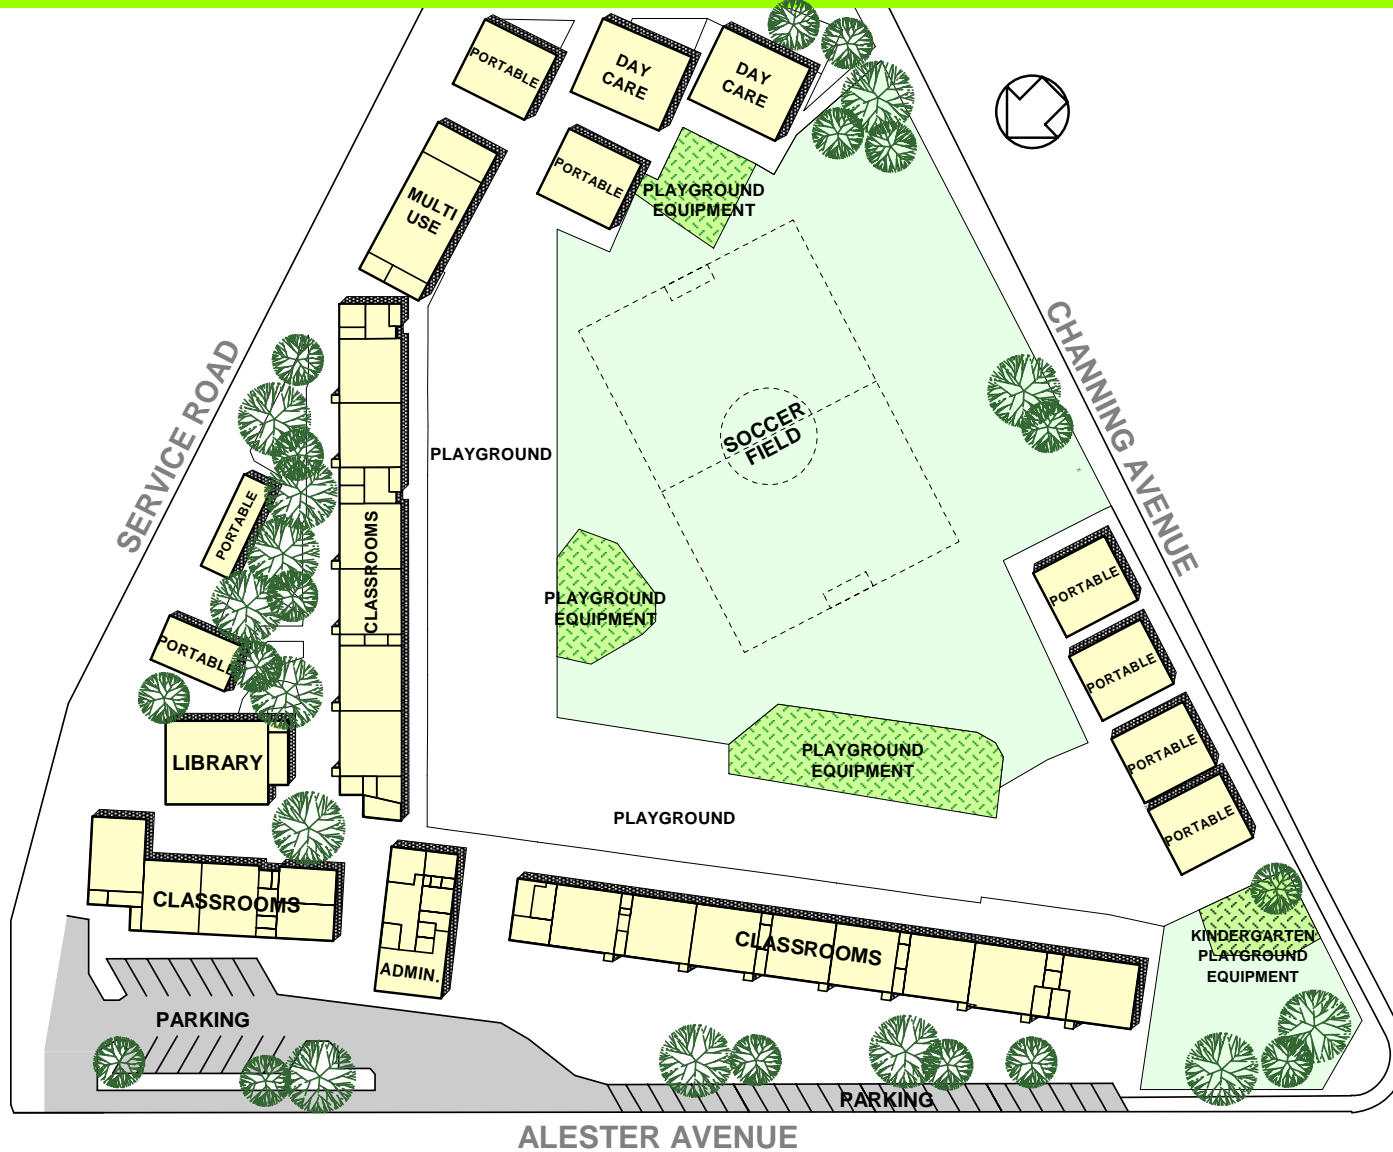 PORTABLE
DAY
CARE
DAY
CARE
MULTI
USE
PORTABLE
PLAYGROUND
EQUIPMENT
SERVICE ROAD
CHANNING AVENUE
SOCCER
FIELD
PLAYGROUND
PORTABLE
CLASSROOMS
PLAYGROUND
EQUIPMENT
PORTABLE
PORTABLE
PORTABLE
PORTABLE
PORTABLE
LIBRARY
PLAYGROUND
EQUIPMENT
PLAYGROUND
CLASSROOMS
ADMIN.
CLASSROOMS
KINDERGARTEN
PLAYGROUND
EQUIPMENT
PARKING
PARKING
ALESTER AVENUE